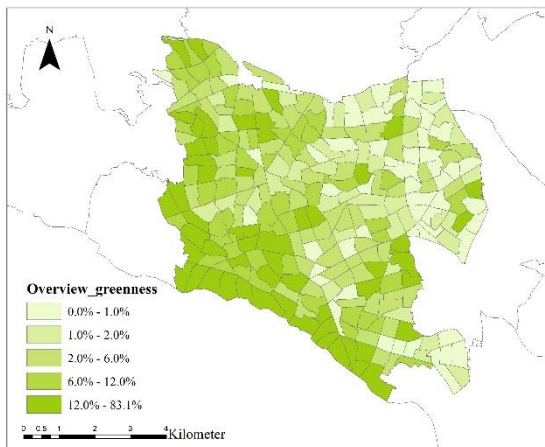 N
Overview_greenness
0.0% - 1.0%
1.0% - 2.0%
2.0% - 6.0%
6.0% - 12.0%
12.0% - 83.1%
0 0.5 1 2 3 4 Kilometer